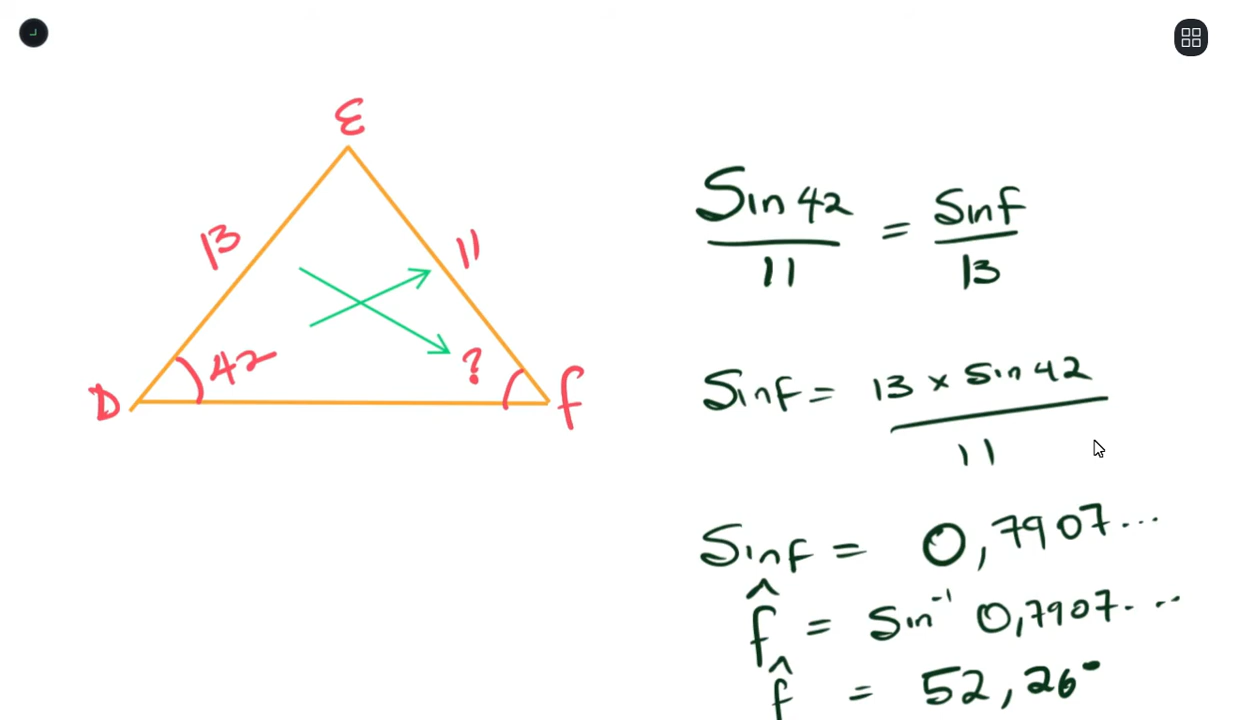 ε
13
11
42
?
D
f
Sin 42 / 11 = Sinf / 13
Sinf = 13 × Sin 42 / 11
Sinf = 0,7907...
f̂ = Sin⁻¹ 0,7907...
f̂ = 52,26°